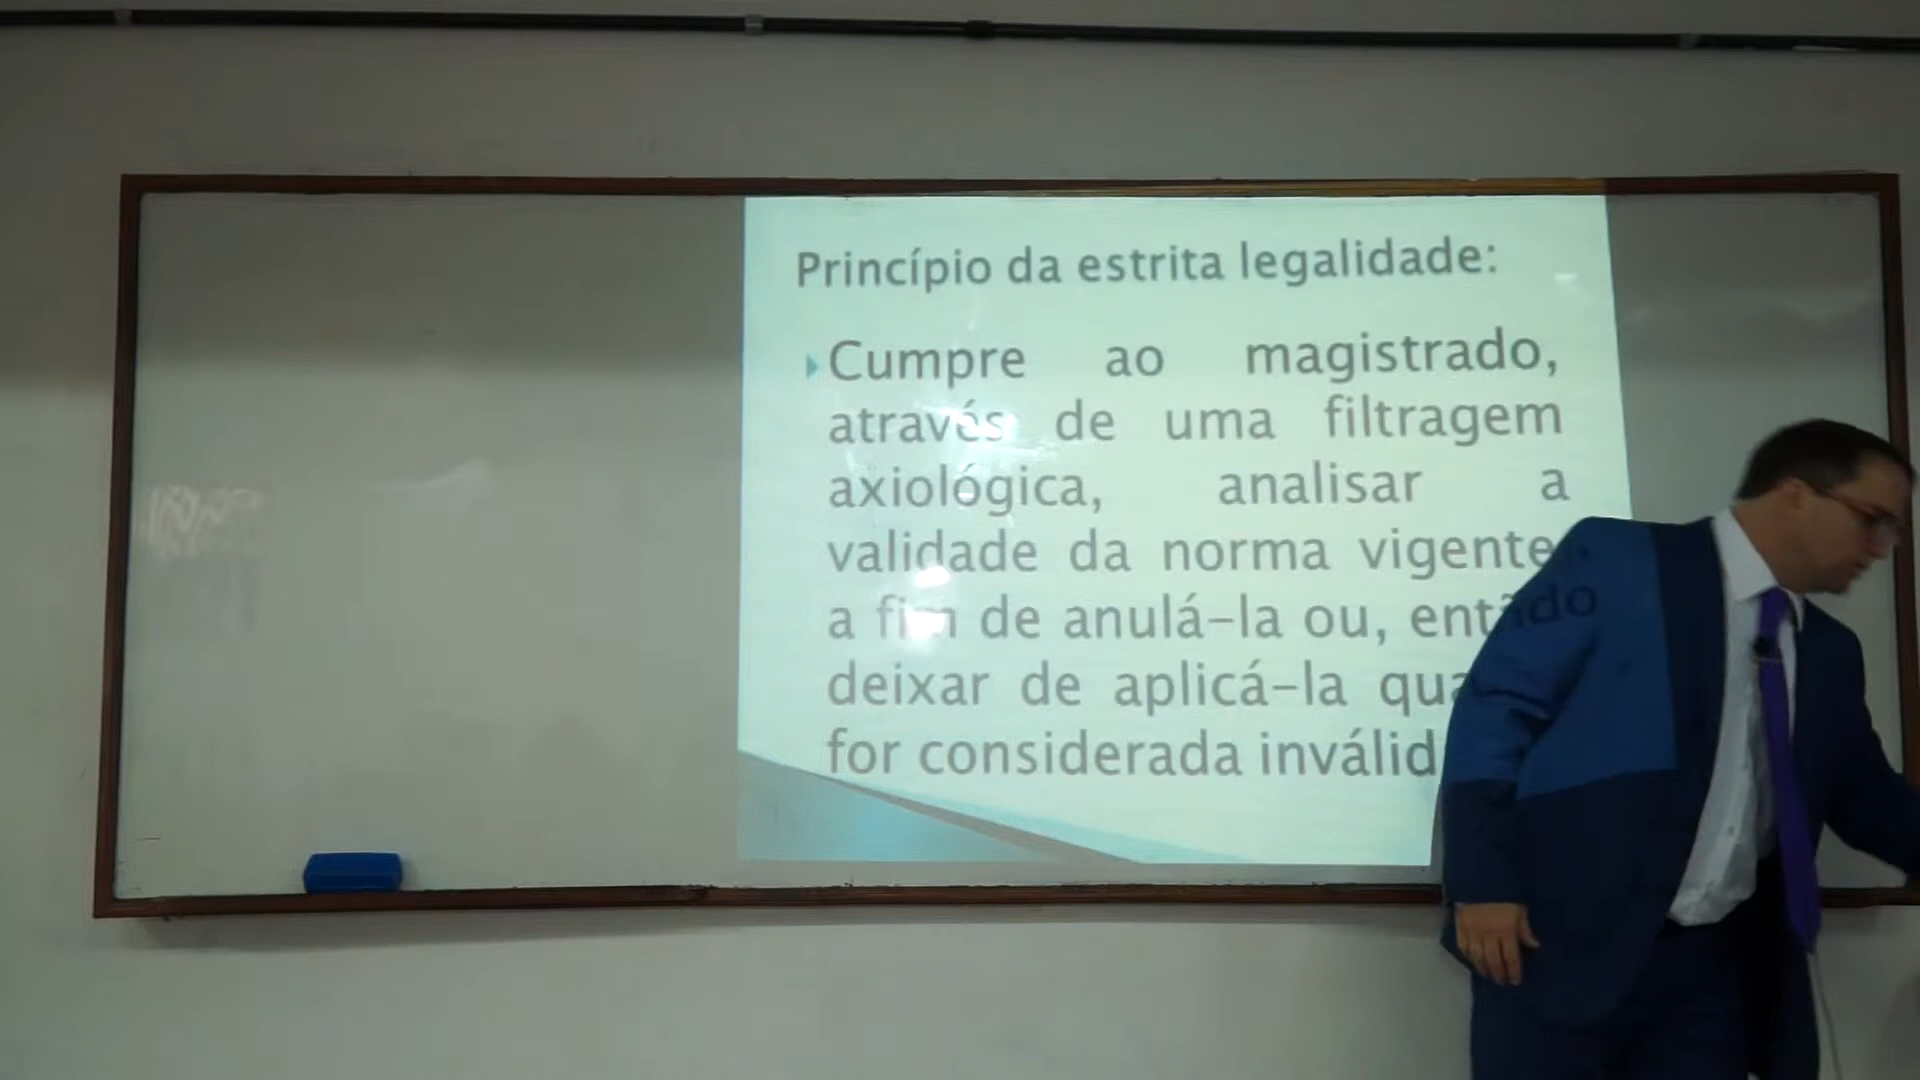 Princípio da estrita legalidade:
Cumpre ao magistrado,
através de uma filtragem
axiológica, analisar a
validade da norma vigente
a fim de anulá-la ou,
deixar de aplicá-la
for considerada